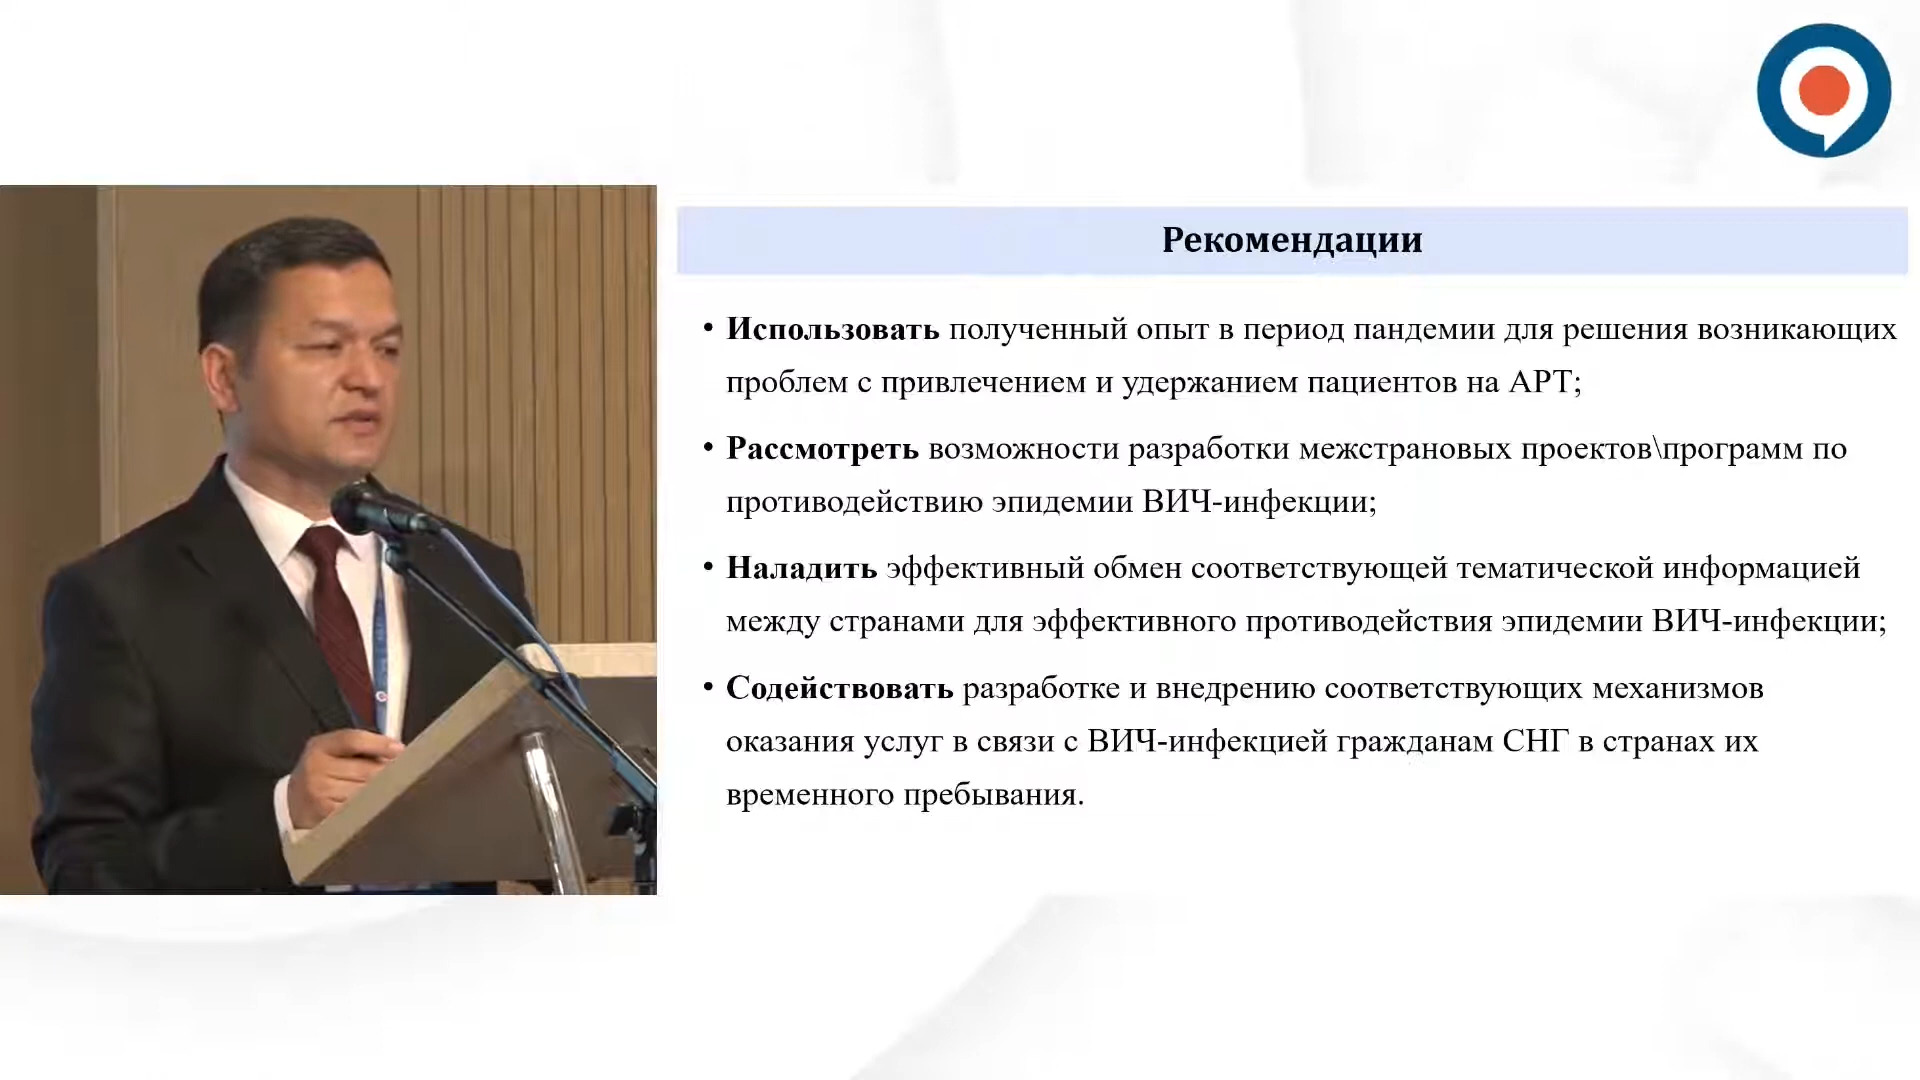 Рекомендации
• Использовать полученный опыт в период пандемии для решения возникающих
проблем с привлечением и удержанием пациентов на АРТ;
• Рассмотреть возможности разработки межстрановых проектов\программ по
противодействию эпидемии ВИЧ-инфекции;
• Наладить эффективный обмен соответствующей тематической информацией
между странами для эффективного противодействия эпидемии ВИЧ-инфекции;
• Содействовать разработке и внедрению соответствующих механизмов
оказания услуг в связи с ВИЧ-инфекцией гражданам СНГ в странах их
временного пребывания.